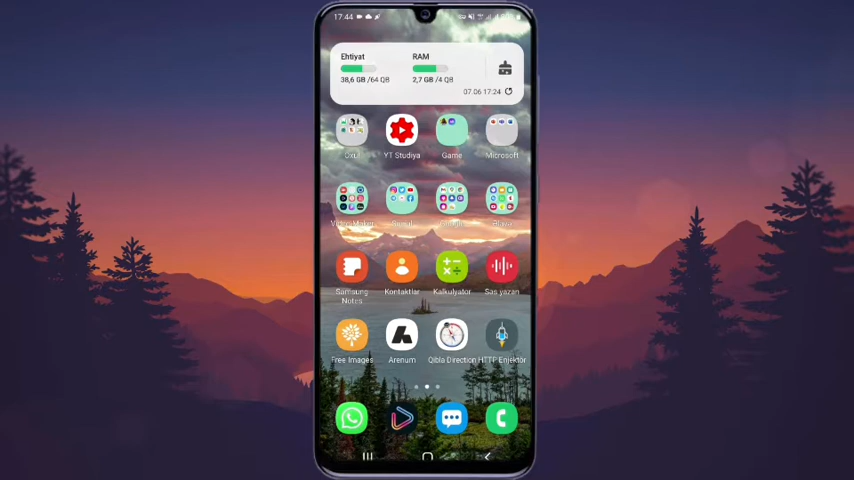 17.44
Ehtiyat RAM
38,6 GB /64 QB 2,7 GB /4 QB
07.06 17:24
YT Studiya Game Microsoft
Samsung Notes Kontaktlar Kalkulyator Səs yazan
Free Images Arenum Qibla Direction HTTP Enjektör